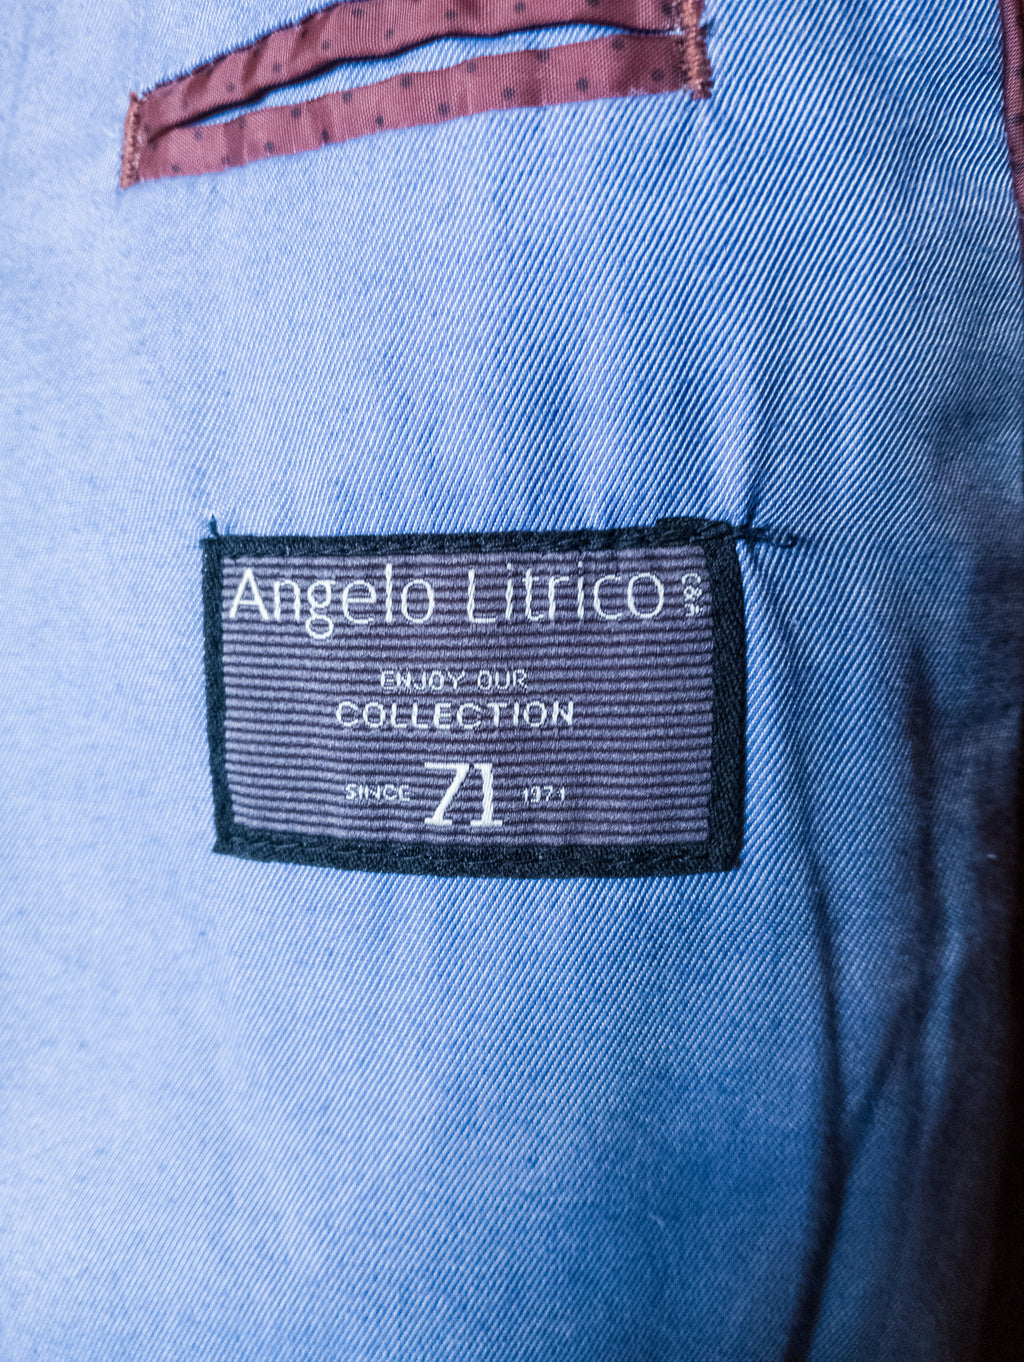 Angelo Litrico C&A
ENJOY OUR
COLLECTION
SINCE 71 1971